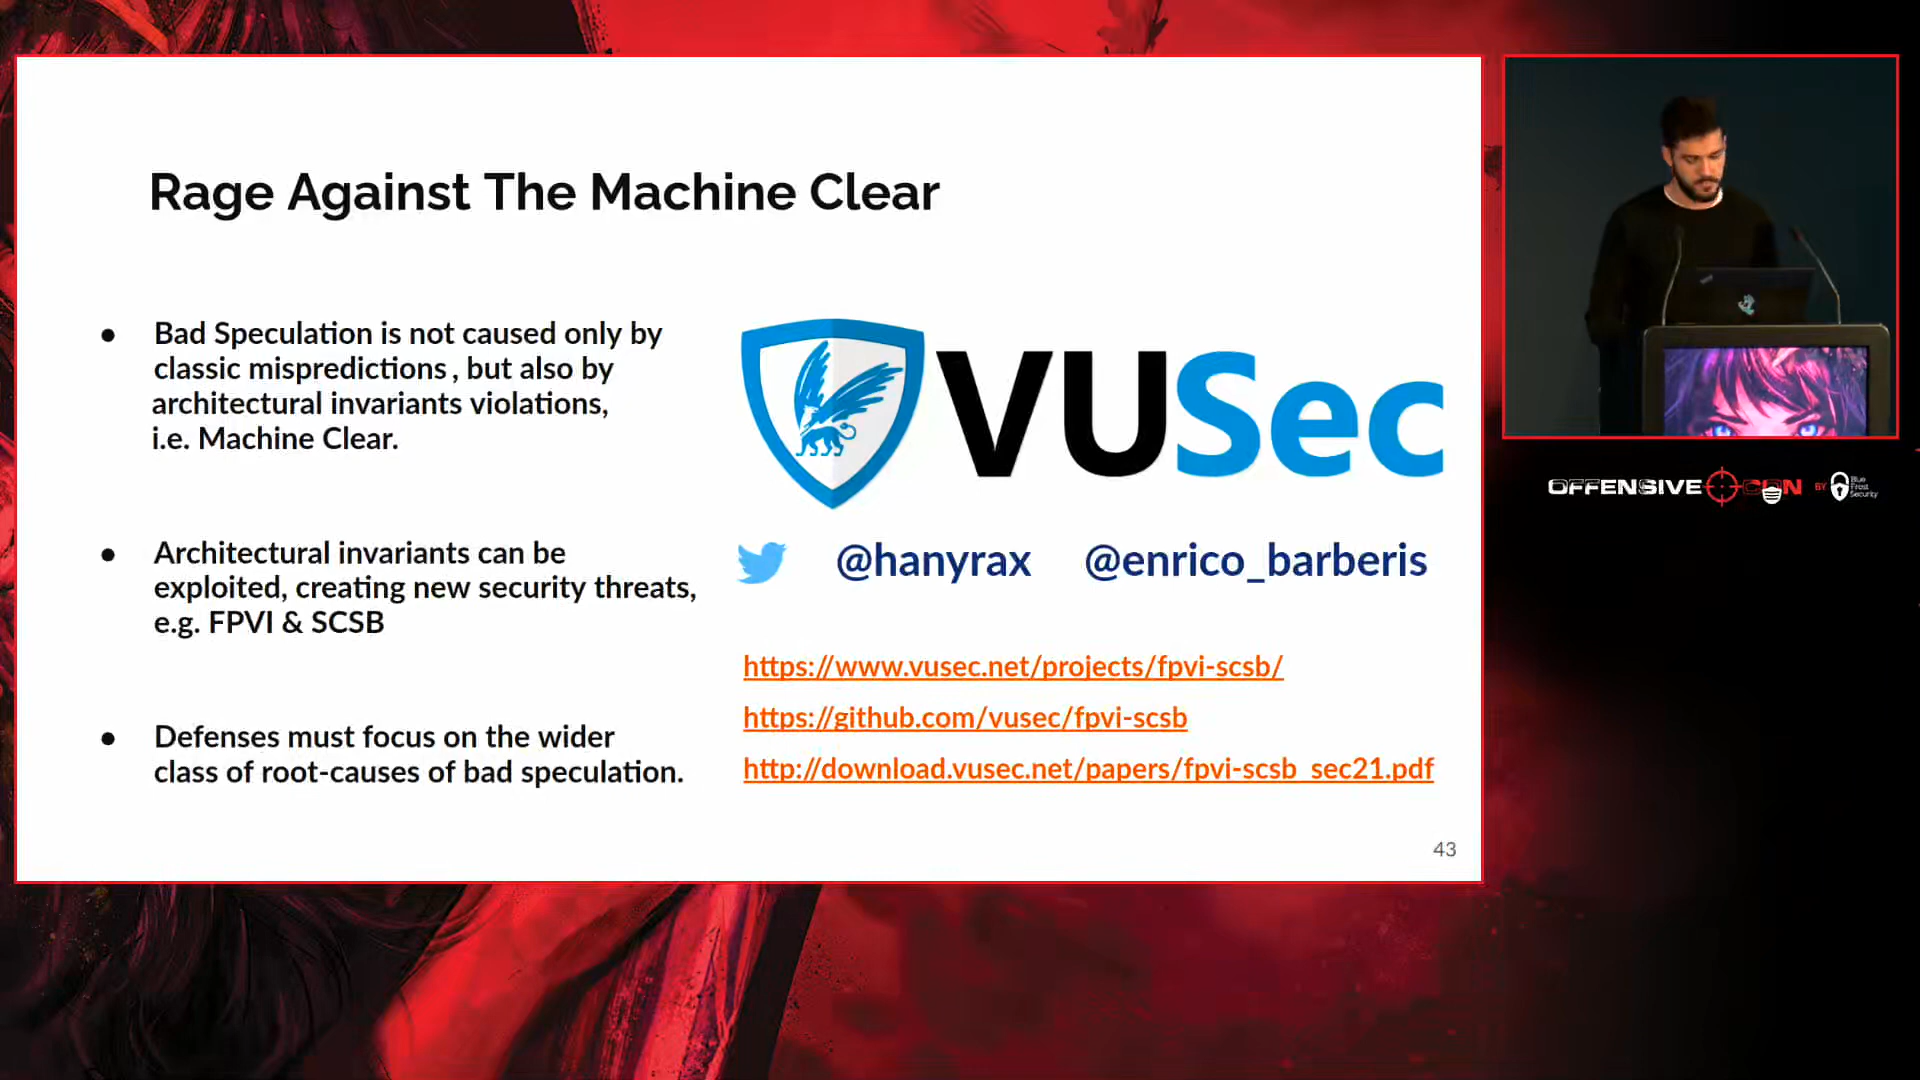 Rage Against The Machine Clear
● Bad Speculation is not caused only by
classic mispredictions, but also by
architectural invariants violations,
i.e. Machine Clear.
● Architectural invariants can be
exploited, creating new security threats,
e.g. FPVI & SCSB
● Defenses must focus on the wider
class of root-causes of bad speculation.
VUSec
@hanyrax @enrico_barberis
https://www.vusec.net/projects/fpvi-scsb/
https://github.com/vusec/fpvi-scsb
http://download.vusec.net/papers/fpvi-scsb_sec21.pdf
43
OFFENSIVE CON BY Blue
Frost
Security